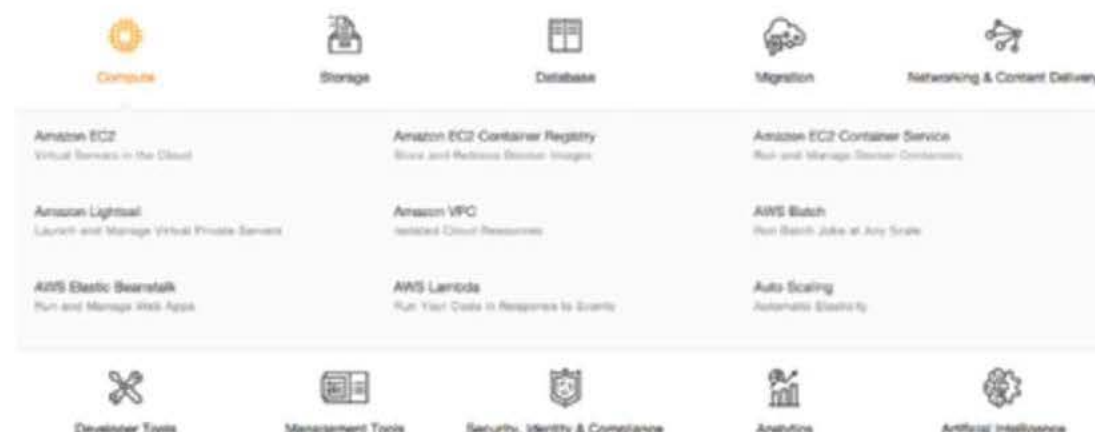 Compute
Storage
Database
Migration
Networking & Content Delivery
Amazon EC2
Amazon EC2 Container Registry
Amazon EC2 Container Service
Virtual Servers in the Cloud
Store and Retrieve Docker Images
Run and Manage Docker Containers
Amazon Lightsail
Amazon VPC
AWS Batch
Launch and Manage Virtual Private Servers
Isolated Cloud Resources
Run Batch Jobs at Any Scale
AWS Elastic Beanstalk
AWS Lambda
Auto Scaling
Run and Manage Web Apps
Run Your Code in Response to Events
Automatic Elasticity
Developer Tools
Management Tools
Security, Identity & Compliance
Analytics
Artificial Intelligence